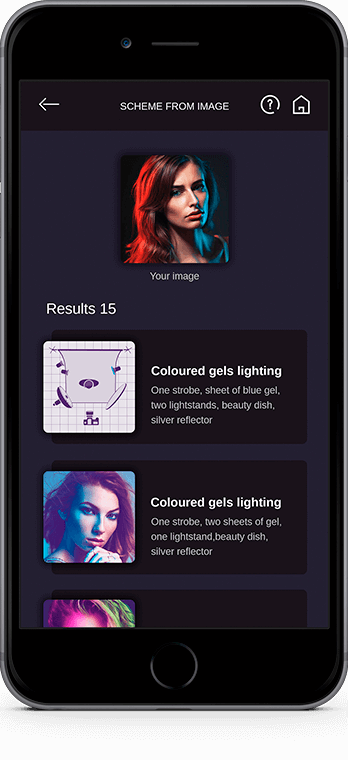 SCHEME FROM IMAGE
Your image
Results 15
Coloured gels lighting
One strobe, sheet of blue gel,
two lightstands, beauty dish,
silver reflector
Coloured gels lighting
One strobe, two sheets of gel,
one lightstand,beauty dish,
silver reflector